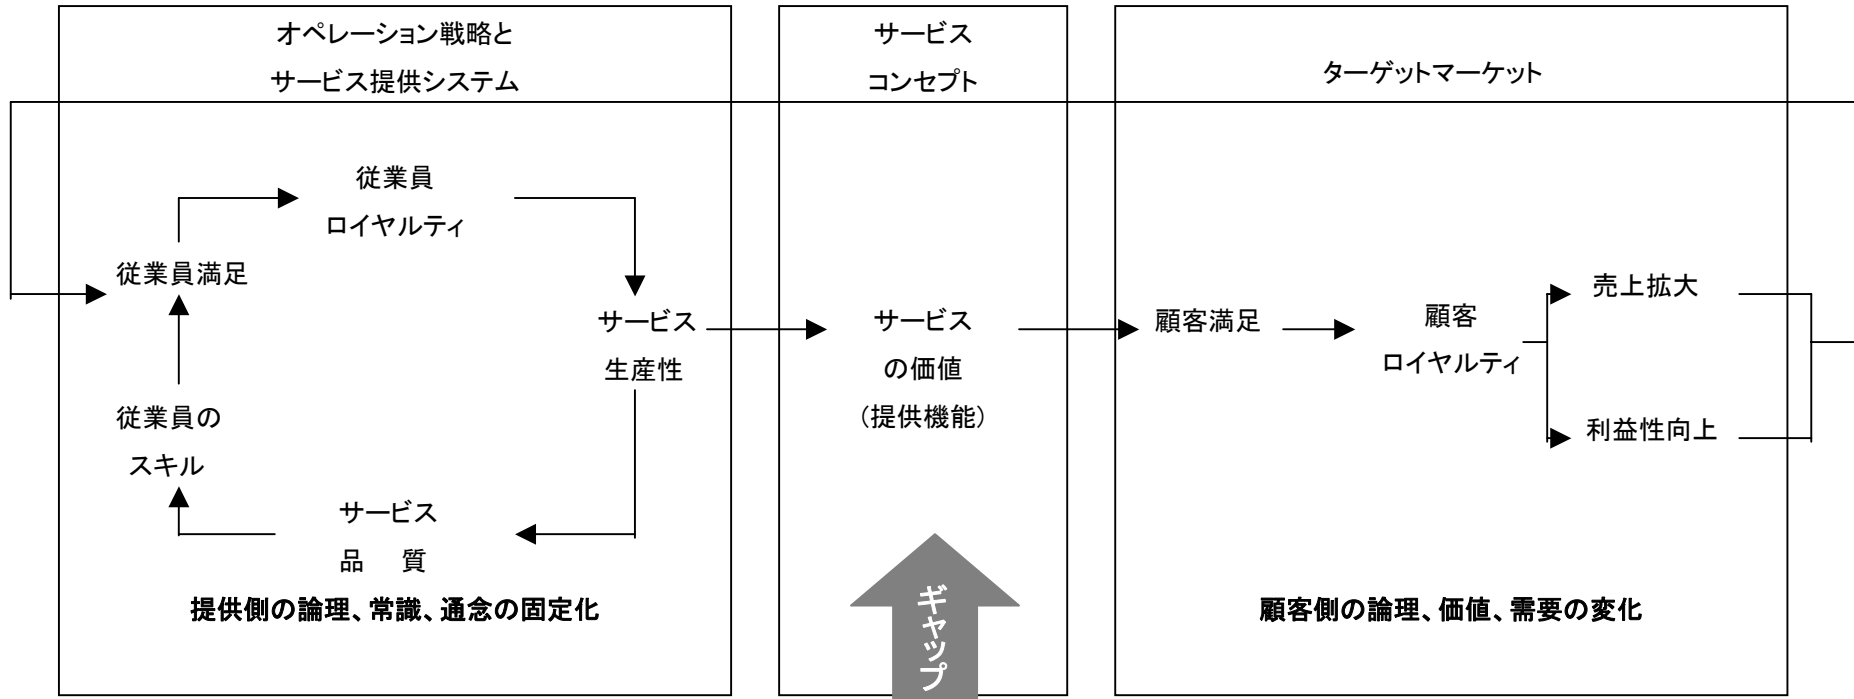 オペレーション戦略と
サービス提供システム
従業員
ロイヤルティ
従業員満足
サービス
生産性
従業員の
スキル
サービス
品　質
提供側の論理、常識、通念の固定化
サービス
コンセプト
サービス
の価値
（提供機能）
ギャップ
ターゲットマーケット
顧客満足
顧客
ロイヤルティ
売上拡大
利益性向上
顧客側の論理、価値、需要の変化